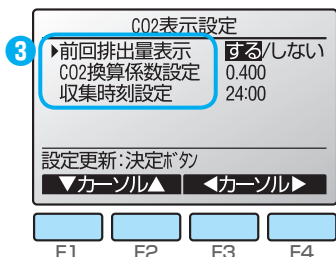 CO2表示設定
3 ▶前回排出量表示 する/しない
CO2換算係数設定 0.400
収集時刻設定 24:00
設定更新:決定ボタン
▼カーソル▲ ◀カーソル▶
F1 F2 F3 F4